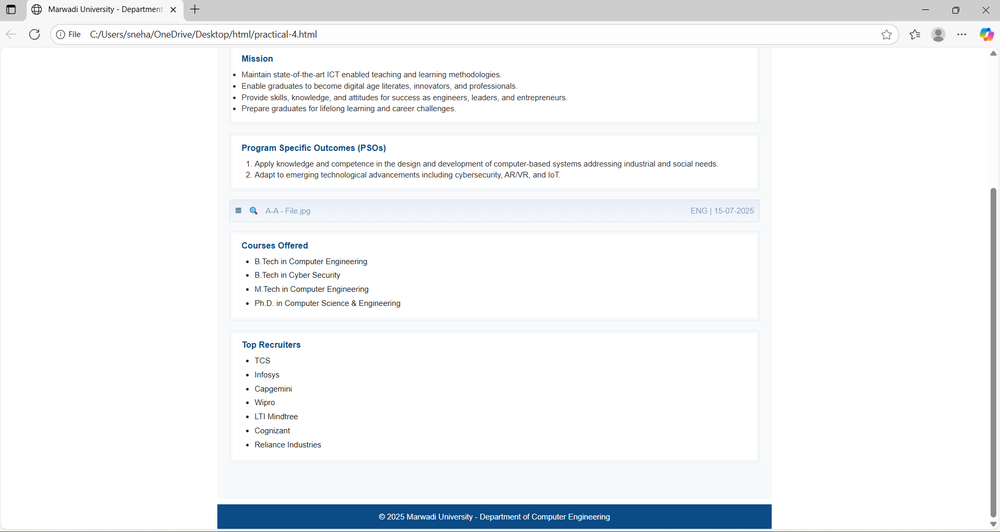 Marwadi University - Department
File C:/Users/sneha/OneDrive/Desktop/html/practical-4.html
Mission
• Maintain state-of-the-art ICT enabled teaching and learning methodologies.
• Enable graduates to become digital age literates, innovators, and professionals.
• Provide skills, knowledge, and attitudes for success as engineers, leaders, and entrepreneurs.
• Prepare graduates for lifelong learning and career challenges.
Program Specific Outcomes (PSOs)
1. Apply knowledge and competence in the design and development of computer-based systems addressing industrial and social needs.
2. Adapt to emerging technological advancements including cybersecurity, AR/VR, and IoT.
A-A - File.jpg ENG | 15-07-2025
Courses Offered
• B.Tech in Computer Engineering
• B.Tech in Cyber Security
• M.Tech in Computer Engineering
• Ph.D. in Computer Science & Engineering
Top Recruiters
• TCS
• Infosys
• Capgemini
• Wipro
• LTI Mindtree
• Cognizant
• Reliance Industries
© 2025 Marwadi University - Department of Computer Engineering